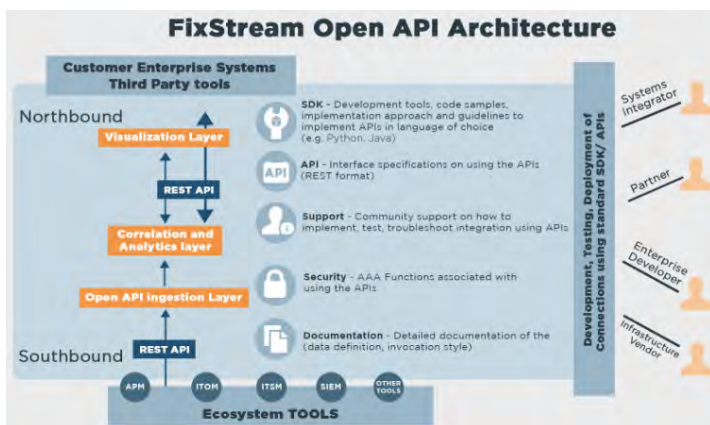 FixStream Open API Architecture
Customer Enterprise Systems
Third Party tools
Northbound
Visualization Layer
REST API
Correlation and
Analytics layer
Open API ingestion Layer
Southbound
REST API
SDK - Development tools, code samples,
implementation approach and guidelines to
implement APIs in language of choice
(e.g. Python, Java)
API
API - Interface specifications on using the APIs
(REST format)
Support - Community support on how to
implement, test, troubleshoot integration using APIs
Security - AAA Functions associated with
using the APIs
Documentation - Detailed documentation of the
(data definition, invocation style)
APM
ITOM
ITSM
SIEM
OTHER
TOOLS
Ecosystem TOOLS
Development, Testing, Deployment of
Connections using standard SDK/ APIs
Systems
Integrator
Partner
Enterprise
Developer
Infrastructure
Vendor